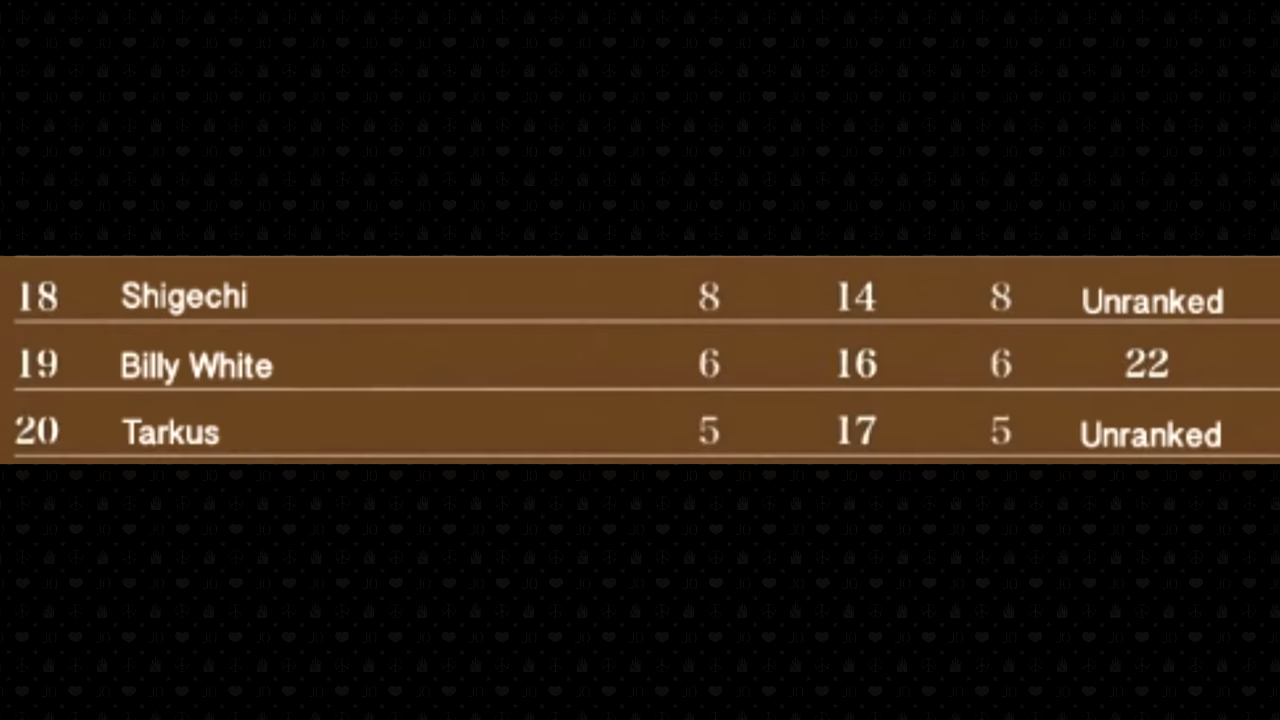 18 Shigechi 8 14 8 Unranked
19 Billy White 6 16 6 22
20 Tarkus 5 17 5 Unranked